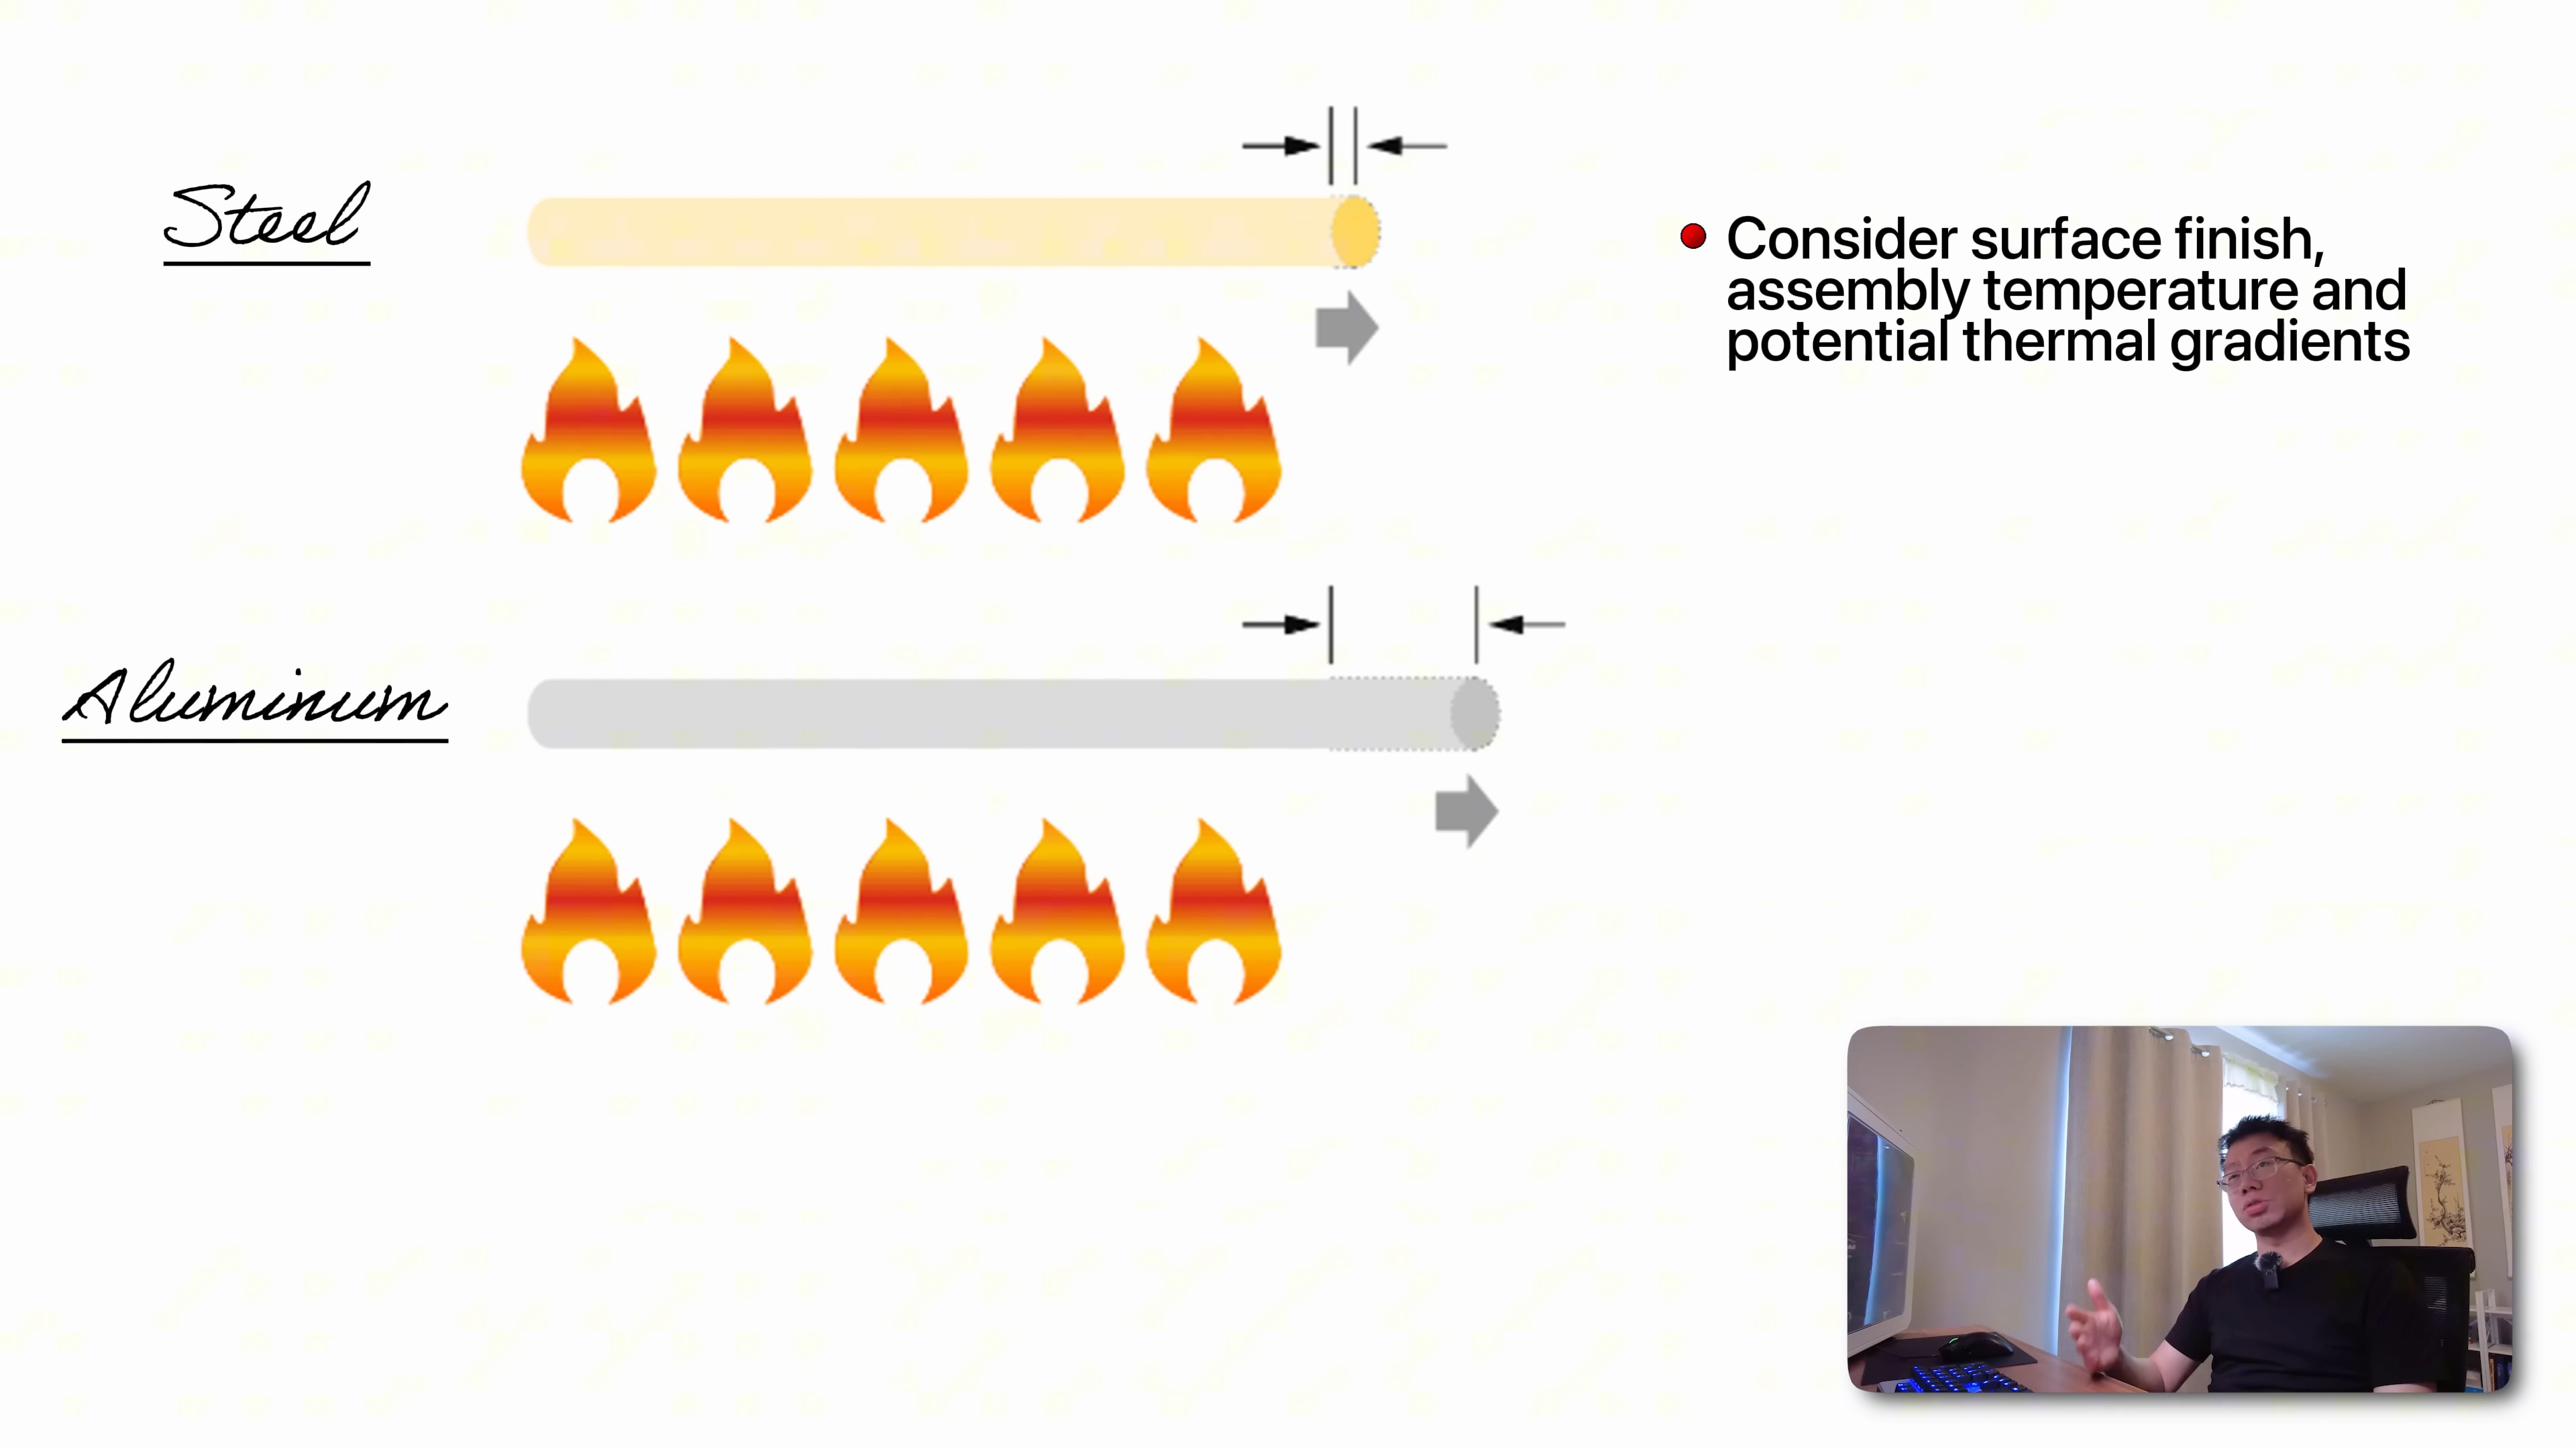 Steel
Consider surface finish,
assembly temperature and
potential thermal gradients
Aluminum